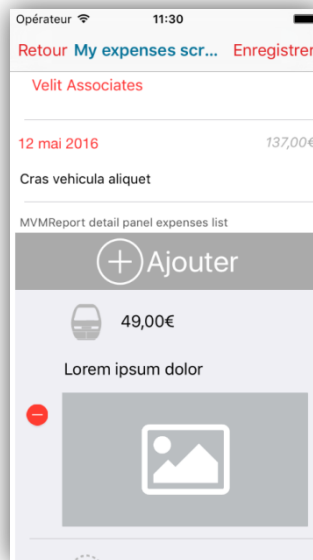 Opérateur 11:30
Retour My expenses scr... Enregistrer
Velit Associates
12 mai 2016 137,00€
Cras vehicula aliquet
MVMReport detail panel expenses list
Ajouter
49,00€
Lorem ipsum dolor